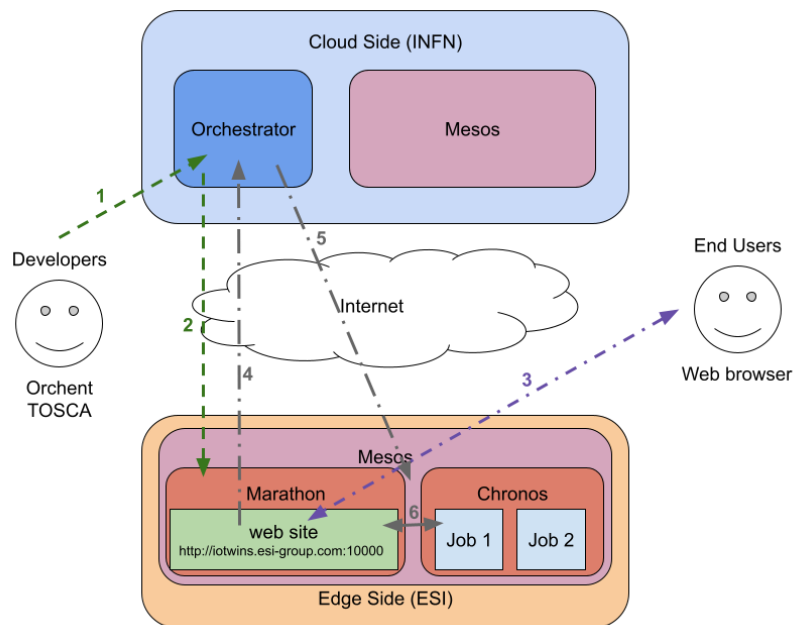 Cloud Side (INFN)
Orchestrator
Mesos
1
5
Developers
End Users
Internet
2
3
4
Orchent
TOSCA
Web browser
Mesos
Marathon
Chronos
web site
http://iotwins.esi-group.com:10000
6
Job 1
Job 2
Edge Side (ESI)